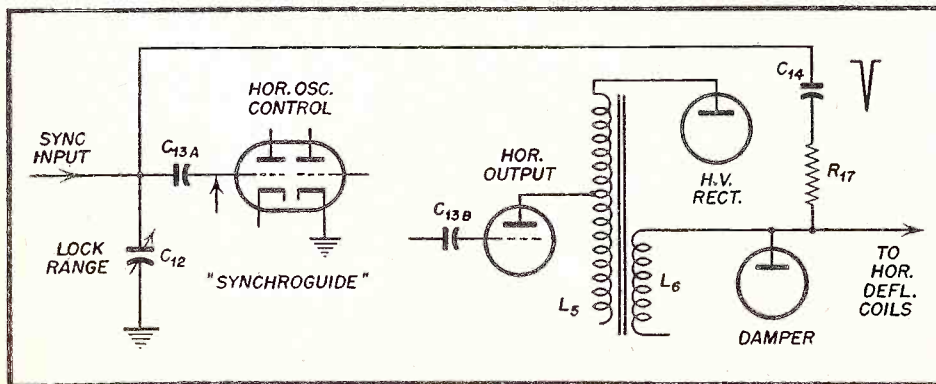 HOR. OSC.
CONTROL
SYNC
INPUT
C13A
LOCK
RANGE
C12
"SYNCHROGUIDE"
HOR.
OUTPUT
C13B
L5
L6
H.V.
RECT.
C14
R17
DAMPER
TO
HOR.
DEFL.
COILS